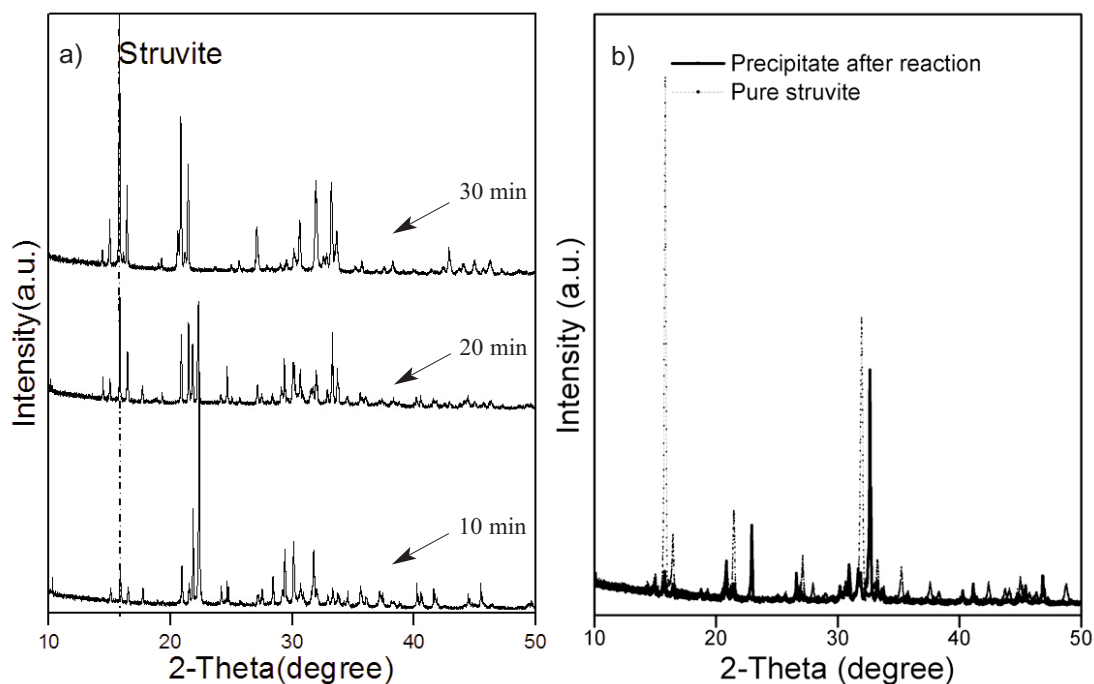 a)
Struvite
30 min
20 min
10 min
Intensity(a.u.)
10 20 30 40 50
2-Theta(degree)
b)
Precipitate after reaction
Pure struvite
Intensity (a.u.)
10 20 30 40 50
2-Theta (degree)